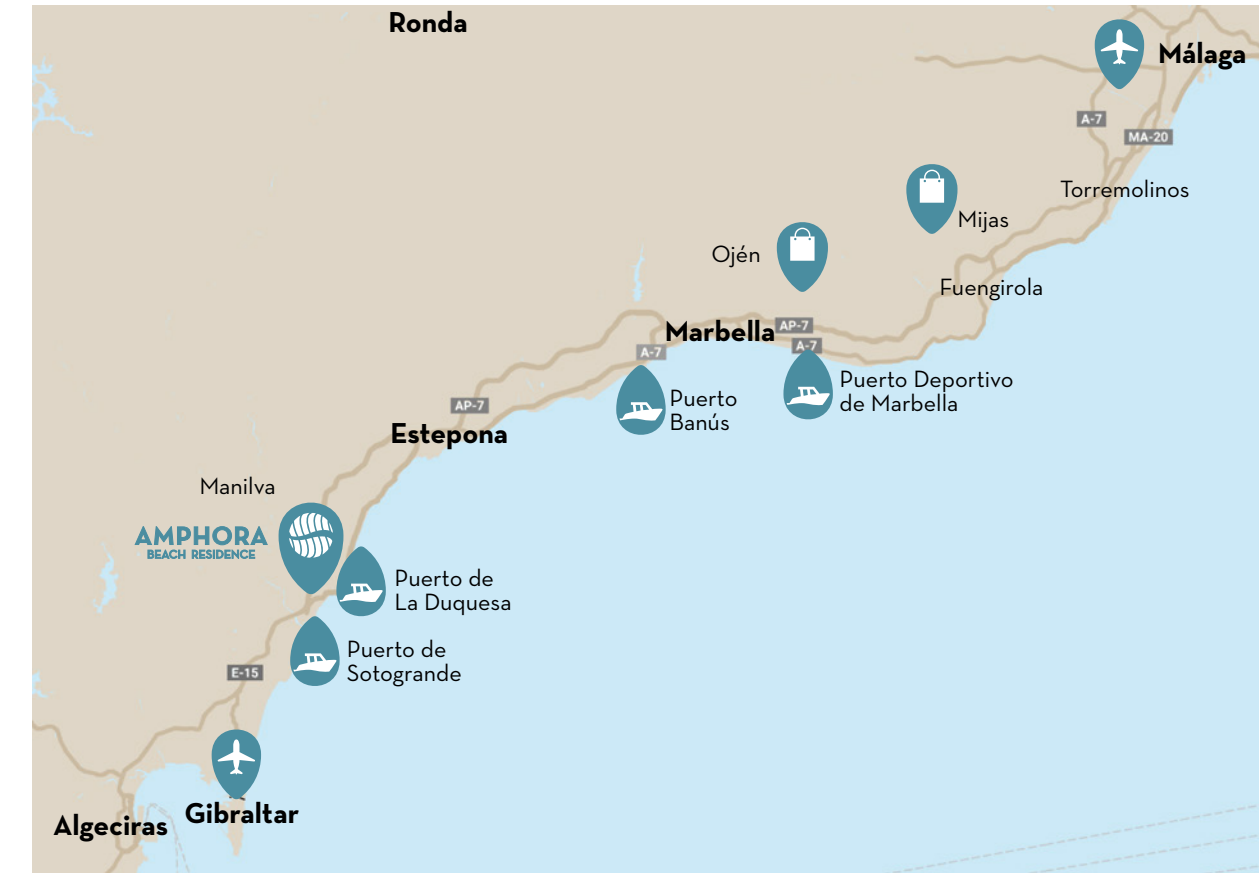 Ronda
Málaga
A-7
MA-20
Torremolinos
Mijas
Ojén
Fuengirola
Marbella
AP-7
A-7
A-7
Puerto Deportivo
de Marbella
Puerto
Banús
AP-7
Estepona
Manilva
AMPHORA
BEACH RESIDENCE
Puerto de
La Duquesa
Puerto de
Sotogrande
E-15
Gibraltar
Algeciras